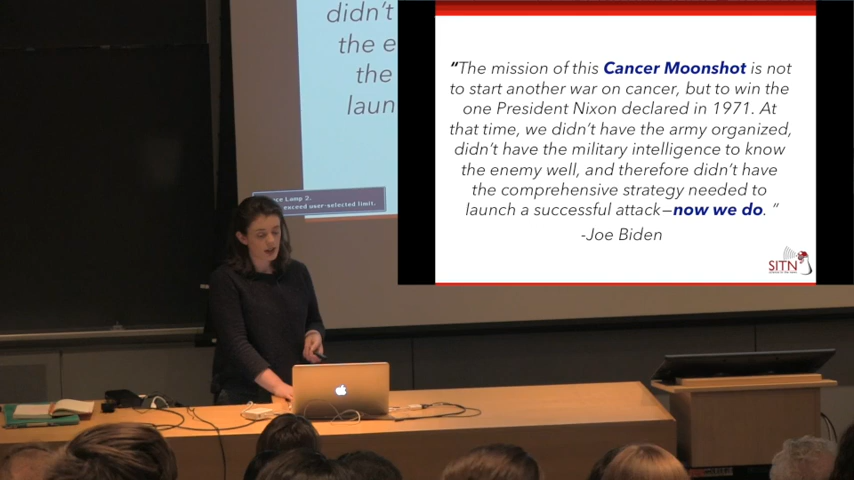 didn't
the e
the
laun
ce Lamp 2.
exceed user-selected limit.
"The mission of this Cancer Moonshot is not
to start another war on cancer, but to win the
one President Nixon declared in 1971. At
that time, we didn't have the army organized,
didn't have the military intelligence to know
the enemy well, and therefore didn't have
the comprehensive strategy needed to
launch a successful attack—now we do. "
-Joe Biden
SITN